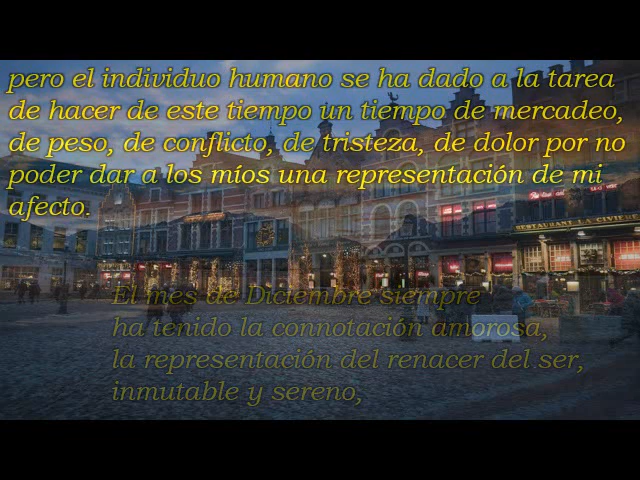 pero el individuo humano se ha dado a la tarea
de hacer de este tiempo un tiempo de mercadeo,
de peso, de conflicto, de tristeza, de dolor por no
poder dar a los míos una representación de mi
afecto.
El mes de Diciembre siempre
ha tenido la connotación amorosa,
la representación del renacer del ser,
inmutable y sereno,